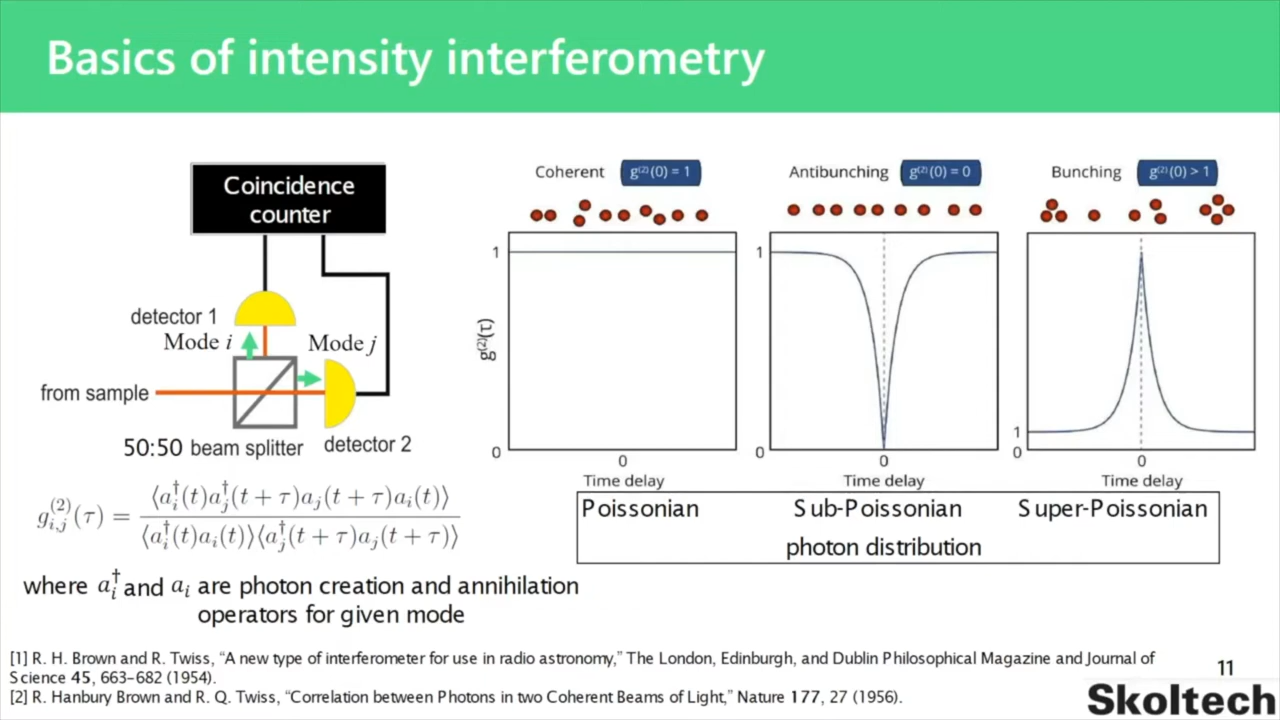 Basics of intensity interferometry
Coincidence
counter
detector 1
Mode i
Mode j
from sample
50:50 beam splitter
detector 2
Coherent g⁽²⁾(0) = 1
Antibunching g⁽²⁾(0) = 0
Bunching g⁽²⁾(0) > 1
g⁽²⁾(τ)
1
0
0
Time delay
1
0
0
Time delay
1
0
0
Time delay
Poissonian Sub-Poissonian Super-Poissonian
photon distribution
g_{i,j}^{(2)}(τ) = ⟨a_i^†(t)a_j^†(t + τ)a_j(t + τ)a_i(t)⟩ / ⟨a_i^†(t)a_i(t)⟩⟨a_j^†(t + τ)a_j(t + τ)⟩
where a_i^† and a_i are photon creation and annihilation
operators for given mode
[1] R. H. Brown and R. Twiss, “A new type of interferometer for use in radio astronomy,” The London, Edinburgh, and Dublin Philosophical Magazine and Journal of
Science 45, 663–682 (1954).
[2] R. Hanbury Brown and R. Q. Twiss, “Correlation between Photons in two Coherent Beams of Light,” Nature 177, 27 (1956).
11
Skoltech